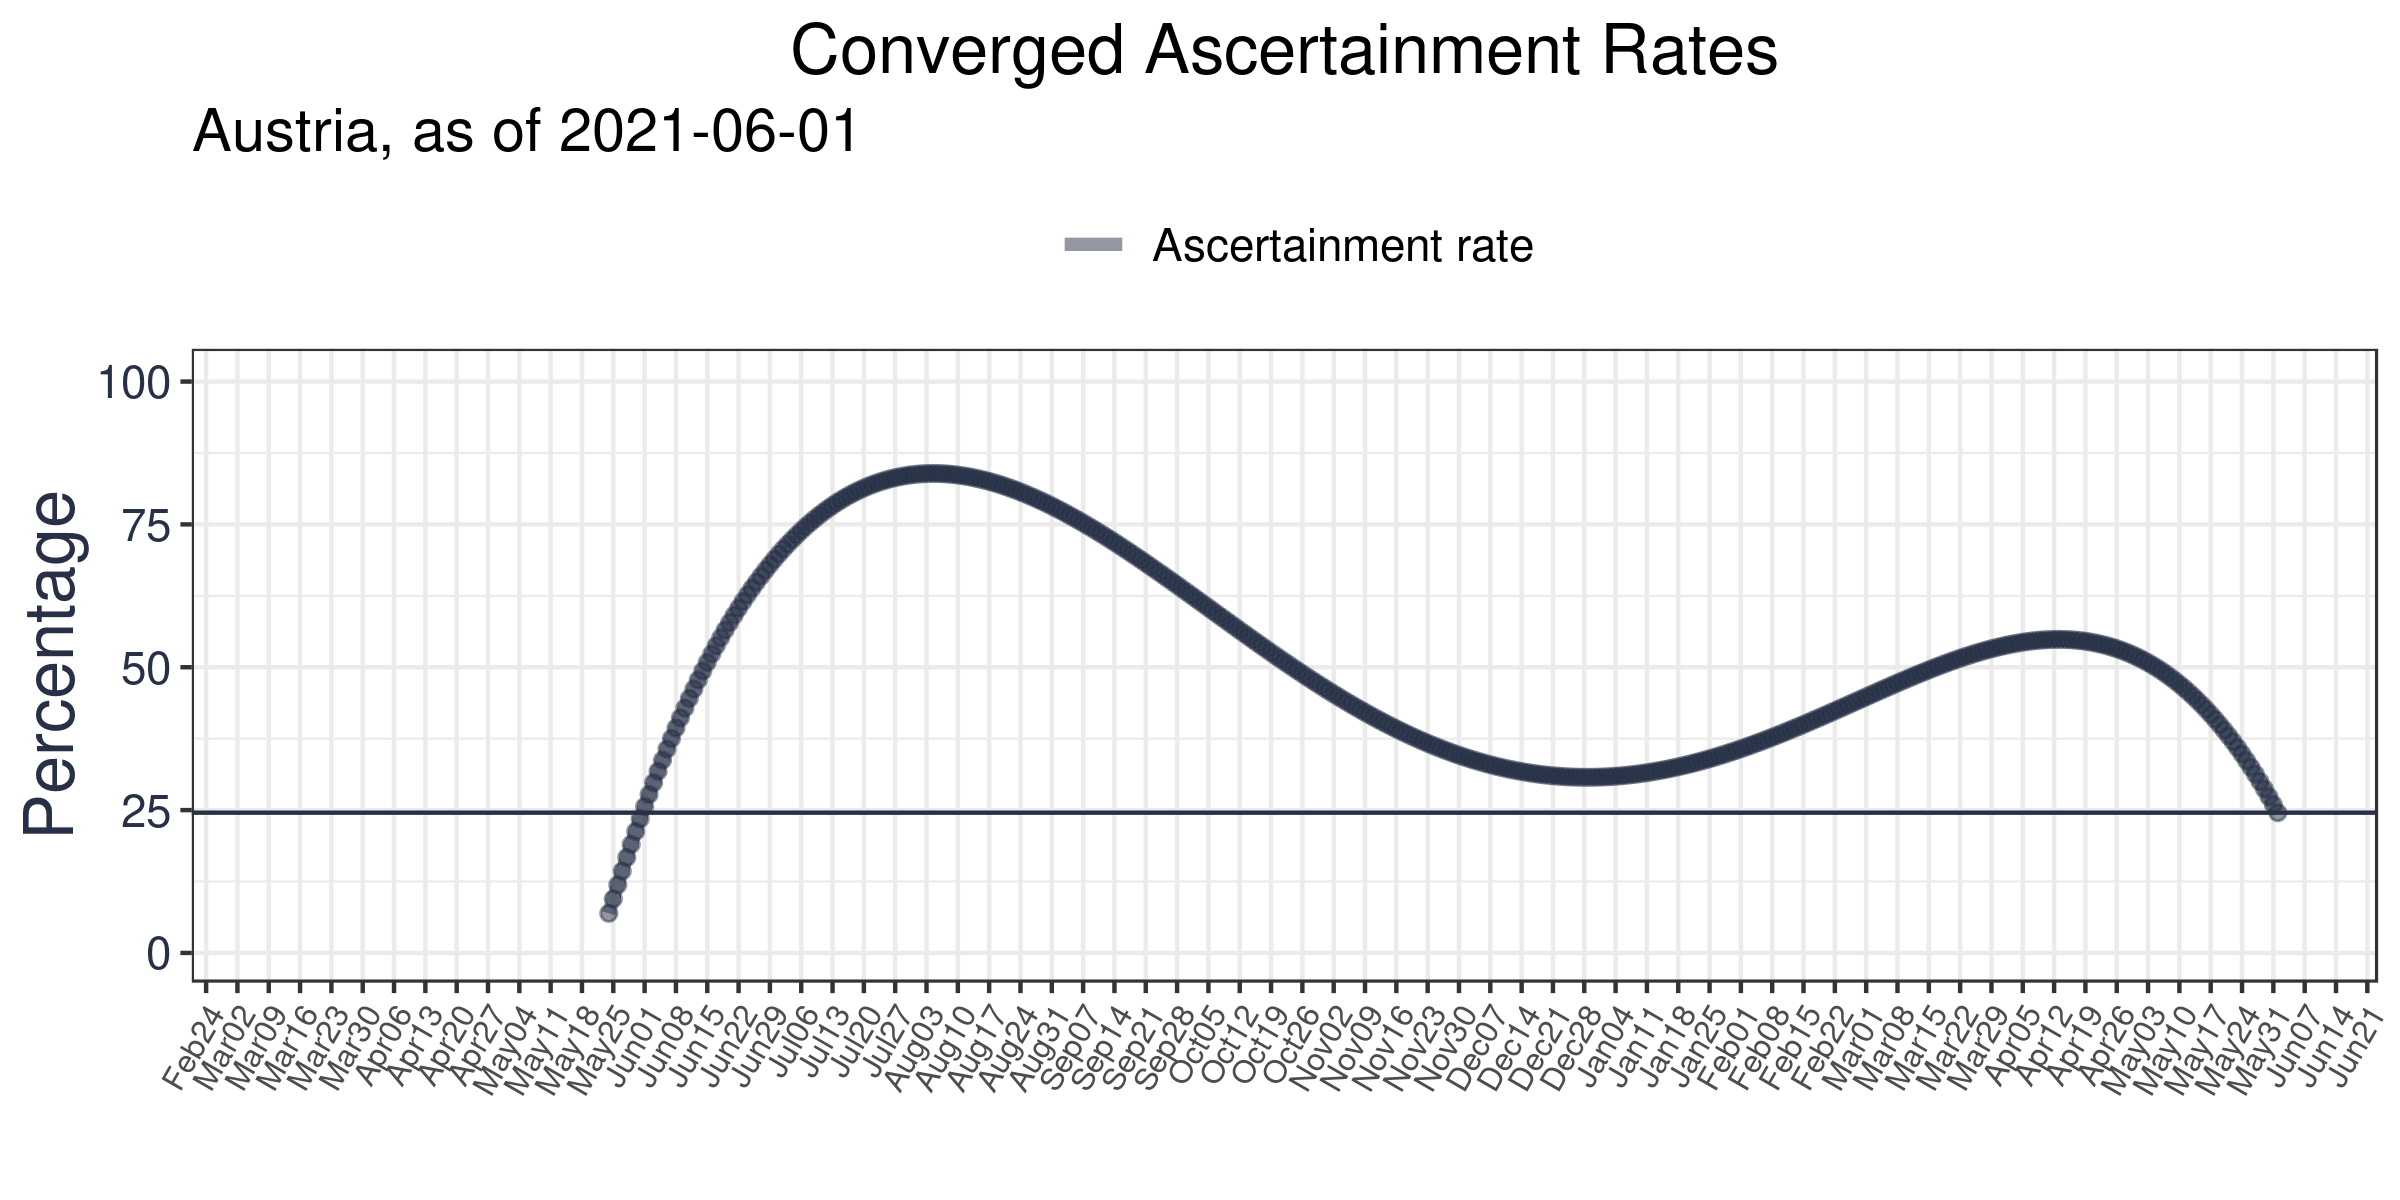 Converged Ascertainment Rates
Austria, as of 2021-06-01
Ascertainment rate
Percentage
100
75
50
25
0
Feb24
Mar02
Mar09
Mar16
Mar23
Mar30
Apr06
Apr13
Apr20
Apr27
May04
May11
May18
May25
Jun01
Jun08
Jun15
Jun22
Jun29
Jul06
Jul13
Jul20
Jul27
Aug03
Aug10
Aug17
Aug24
Aug31
Sep07
Sep14
Sep21
Sep28
Oct05
Oct12
Oct19
Oct26
Nov02
Nov09
Nov16
Nov23
Nov30
Dec07
Dec14
Dec21
Dec28
Jan04
Jan11
Jan18
Jan25
Feb01
Feb08
Feb15
Feb22
Mar01
Mar08
Mar15
Mar22
Mar29
Apr05
Apr12
Apr19
Apr26
May03
May10
May17
May24
May31
Jun07
Jun14
Jun21